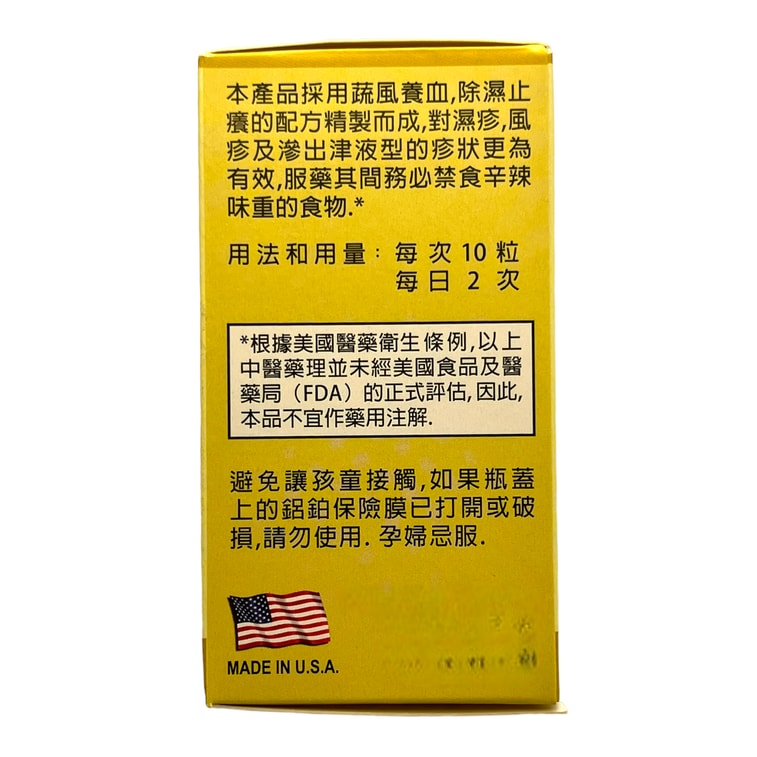 本產品採用蔬風養血,除濕止
癢的配方精製而成,對濕疹,風
疹及滲出津液型的疹狀更為
有效,服藥其間務必禁食辛辣
味重的食物.*
用法和用量：每次10粒
每日2次
*根據美國醫藥衛生條例,以上
中醫藥理並未經美國食品及醫
藥局（FDA）的正式評估,因此,
本品不宜作藥用注解.
避免讓孩童接觸,如果瓶蓋
上的鋁鉑保險膜已打開或破
損,請勿使用.孕婦忌服.
MADE IN U.S.A.